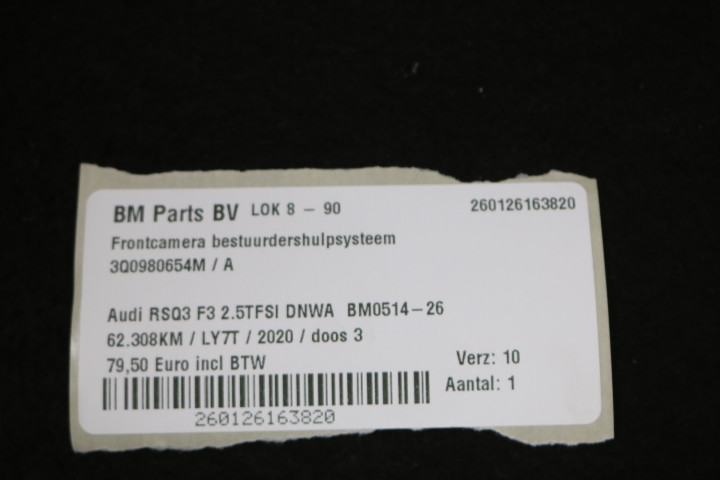 BM Parts BV LOK 8 - 90 260126163820
Frontcamera bestuurdershulpsysteem
3Q0980654M / A
Audi RSQ3 F3 2.5TFSI DNWA BM0514-26
62.308KM / LY7T / 2020 / doos 3
79,50 Euro incl BTW Verz: 10
Aantal: 1
260126163820